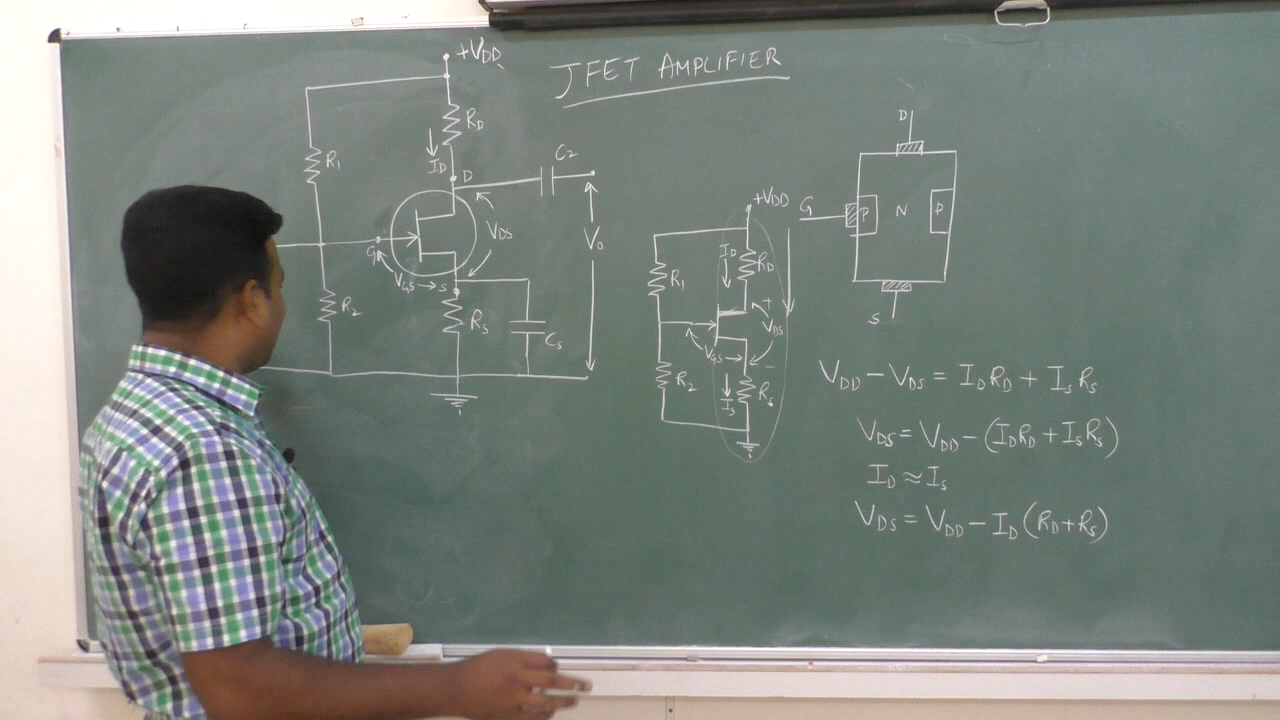 JFET AMPLIFIER
+VDD
RD
R1
ID
D
C2
VDS
V0
G
VGS
S
R2
RS
CS
+VDD
ID
RD
R1
+
VDS
VGS
-
R2
IS
RS
D
G
P
N
P
S
VDD - VDS = IDRD + ISRS
VDS = VDD - (IDRD + ISRS)
ID ≈ IS
VDS = VDD - ID(RD+RS)